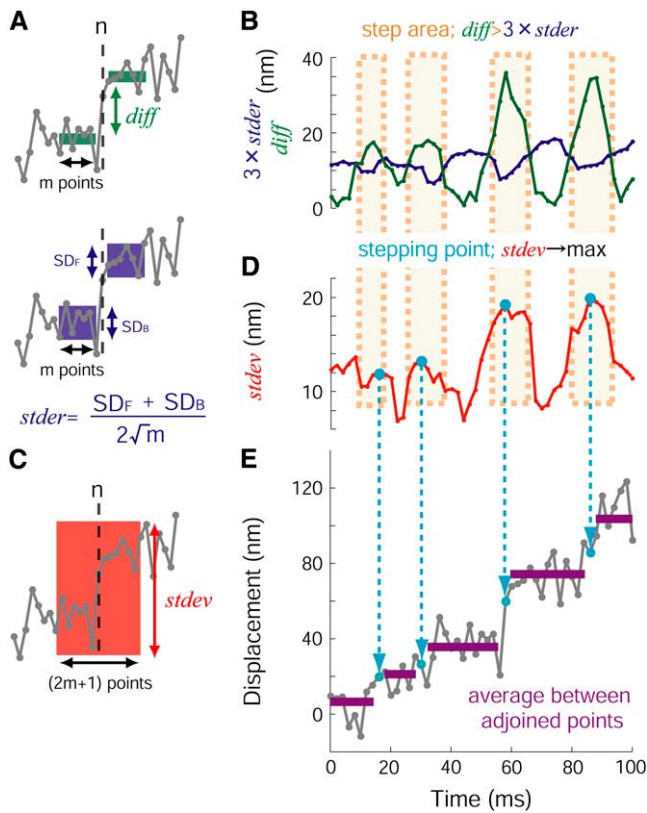 A
n
diff
m points
SDF
SDB
m points
stder= SDF + SDB
2√m
C
n
stdev
(2m+1) points
B
step area; diff>3 × stder
3 × stder
diff
(nm)
40
20
0
D
stepping point; stdev→max
stdev (nm)
20
10
E
Displacement (nm)
120
80
40
0
average between
adjoined points
0
20
40
60
80
100
Time (ms)